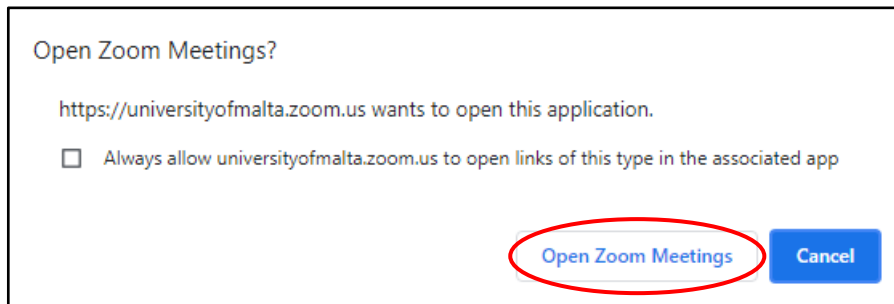 Open Zoom Meetings?
https://universityofmalta.zoom.us wants to open this application.
Always allow universityofmalta.zoom.us to open links of this type in the associated app
Open Zoom Meetings
Cancel